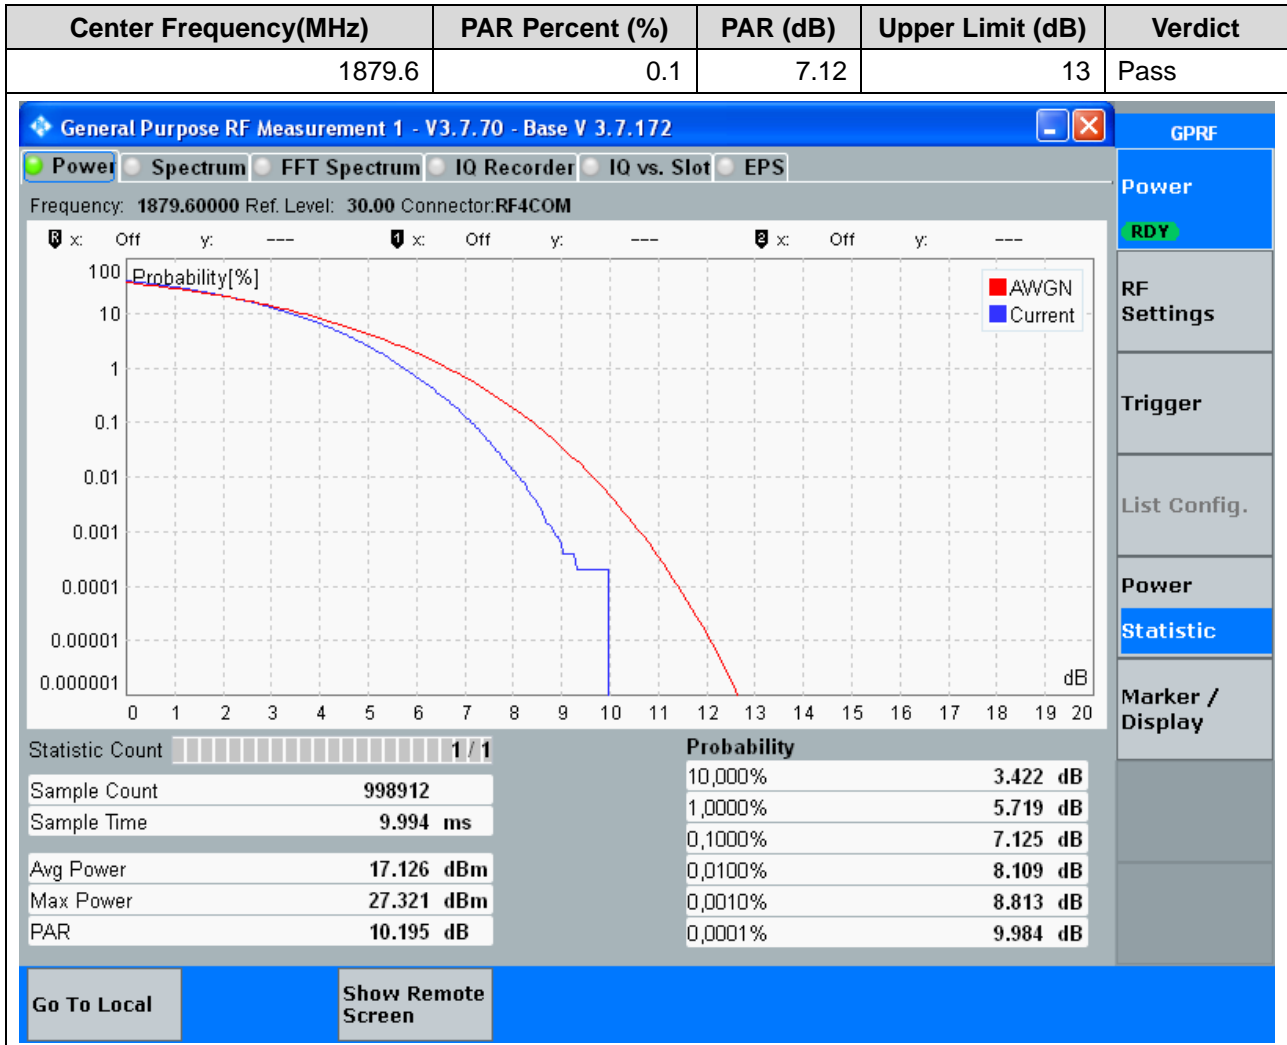 Center Frequency(MHz) PAR Percent (%) PAR (dB) Upper Limit (dB) Verdict
1879.6 0.1 7.12 13 Pass
General Purpose RF Measurement 1 - V3.7.70 - Base V 3.7.172
GPRF
Power Spectrum FFT Spectrum IQ Recorder IQ vs. Slot EPS
Power
RDY
Frequency: 1879.60000 Ref. Level: 30.00 Connector:RF4COM
R x: Off y: --- 1 x: Off y: --- 2 x: Off y: ---
100 Probability[%]
AWGN
Current
10
1
0.1
0.01
0.001
0.0001
0.00001
0.000001
dB
0 1 2 3 4 5 6 7 8 9 10 11 12 13 14 15 16 17 18 19 20
RF
Settings
Trigger
List Config.
Power
Statistic
Marker /
Display
Statistic Count 1 / 1
Sample Count 998912
Sample Time 9.994 ms
Avg Power 17.126 dBm
Max Power 27.321 dBm
PAR 10.195 dB
Probability
10,000% 3.422 dB
1,0000% 5.719 dB
0,1000% 7.125 dB
0,0100% 8.109 dB
0,0010% 8.813 dB
0,0001% 9.984 dB
Go To Local
Show Remote
Screen